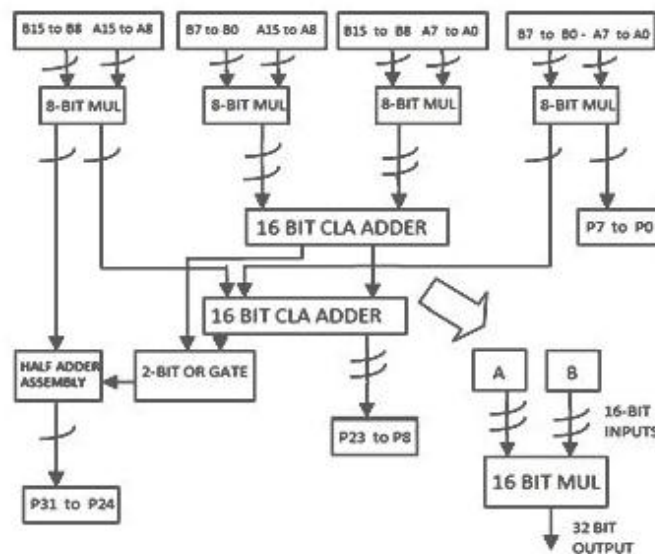 B15 to B8 A15 to A8
B7 to B0 A15 to A8
B15 to B8 A7 to A0
B7 to B0 - A7 to A0
8-BIT MUL
8-BIT MUL
8-BIT MUL
8-BIT MUL
16 BIT CLA ADDER
P7 to P0
16 BIT CLA ADDER
HALF ADDER
ASSEMBLY
2-BIT OR GATE
A
B
16-BIT
INPUTS
P23 to P8
16 BIT MUL
P31 to P24
32 BIT
OUTPUT